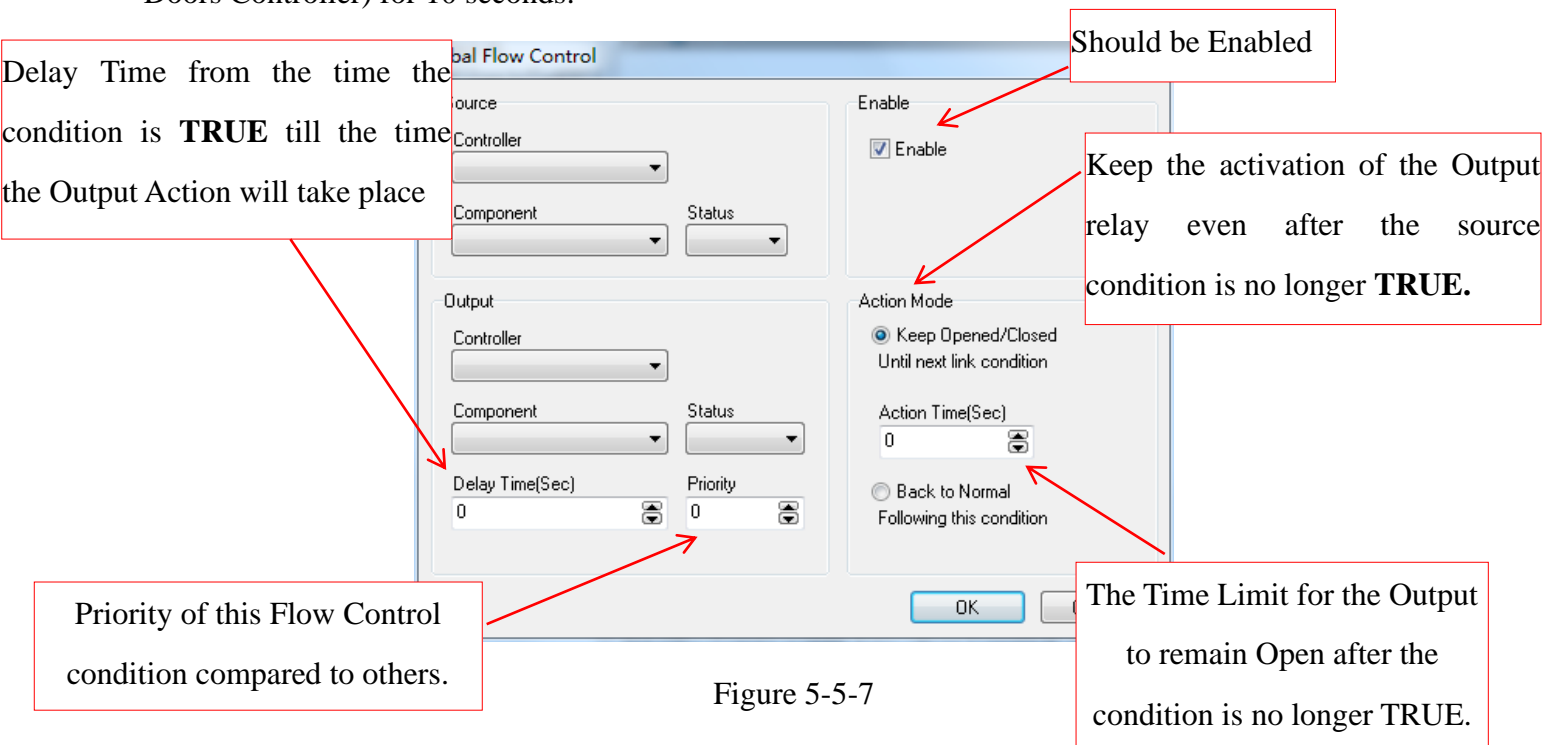 Doors Controller) for 10 seconds.
Should be Enabled
Delay Time from the time the
condition is TRUE till the time
the Output Action will take place
bal Flow Control
ource
Controller
Component
Status
Enable
Enable
Keep the activation of the Output
relay even after the source
condition is no longer TRUE.
Output
Controller
Component
Status
Delay Time(Sec)
Priority
0
0
Action Mode
Keep Opened/Closed
Until next link condition
Action Time(Sec)
0
Back to Normal
Following this condition
OK
Priority of this Flow Control
condition compared to others.
The Time Limit for the Output
to remain Open after the
condition is no longer TRUE.
Figure 5-5-7